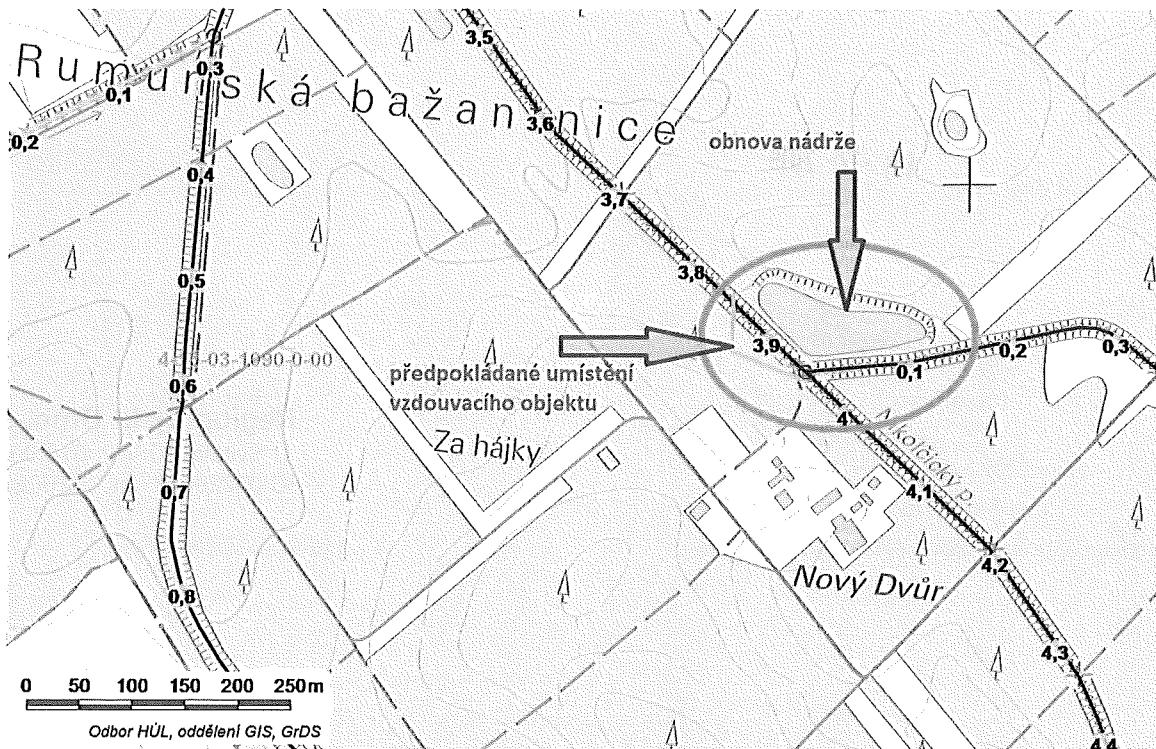 Rumunská bažantnice
obnova nádrže
předpokládané umístění
vzdouvacího objektu
Za hájky
Nový Dvůr
0,1
0,2
0,3
0,4
0,5
0,6
0,7
0,8
3,5
3,6
3,7
3,8
3,9
4
4,1
4,2
4,3
4,4
0,1
0,2
0,3
0 50 100 150 200 250m
Odbor HÚL, oddělení GIS, GrDS